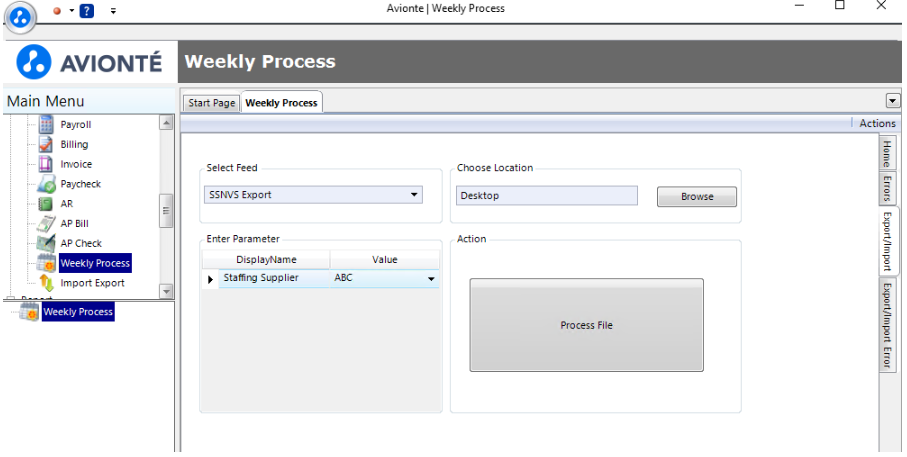 Avionte | Weekly Process
?
AVIONTÉ
Weekly Process
Main Menu
Start Page
Weekly Process
Actions
Payroll
Billing
Invoice
Paycheck
AR
AP Bill
AP Check
Weekly Process
Import Export
Weekly Process
Select Feed
SSNVS Export
Choose Location
Desktop
Browse
Enter Parameter
DisplayName Value
Staffing Supplier ABC
Action
Process File
Home
Errors
Export/Import
Export/Import Error